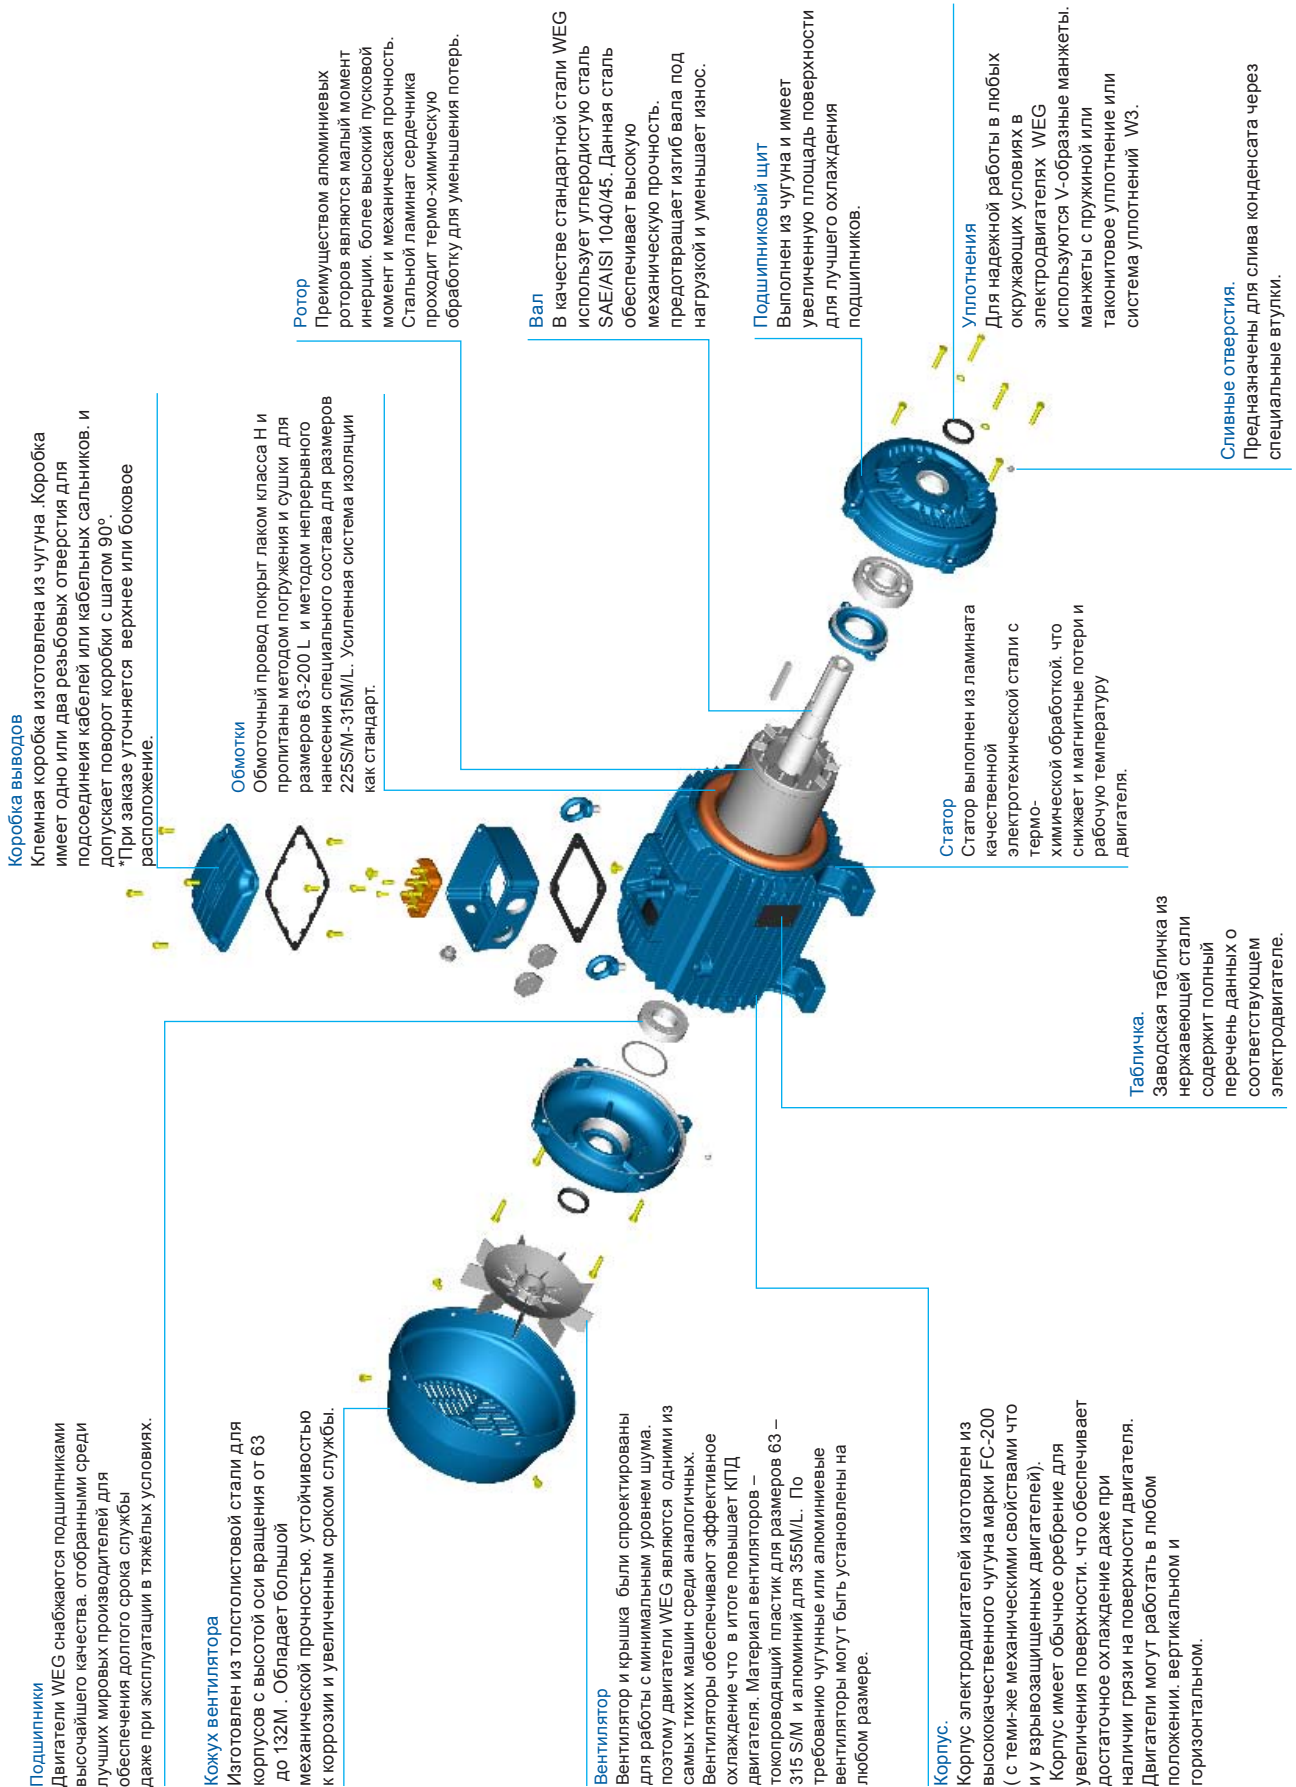 Подшипники
Двигатели WEG снабжаются подшипниками
высочайшего качества. отобранными среди
лучших мировых производителей для
обеспечения долгого срока службы
даже при эксплуатации в тяжёлых условиях.
Кожух вентилятора
Изготовлен из толстолистовой стали для
корпусов с высотой оси вращения от 63
до 132М . Обладает большой
механической прочностью. устойчивостью
к коррозии и увеличенным сроком службы.
Вентилятор
Вентилятор и крышка были спроектированы
для работы с минимальным уровнем шума.
поэтому двигатели WEG являются одними из
самых тихих машин среди аналогичных.
Вентиляторы обеспечивают эффективное
охлаждение что в итоге повышает КПД
двигателя. Материал вентиляторов –
токопроводящий пластик для размеров 63 –
315 S/M и алюминий для 355M/L. По
требованию чугунные или алюминиевые
вентиляторы могут быть установлены на
любом размере.
Корпус.
Корпус электродвигателей изготовлен из
высококачественного чугуна марки FC-200
( с теми-же механическими свойствами что
и у взрывозащищенных двигателей).
Корпус имеет обычное оребрение для
увеличения поверхности. что обеспечивает
достаточное охлаждение даже при
наличии грязи на поверхности двигателя.
Двигатели могут работать в любом
положении. вертикальном и
горизонтальном.
Коробка выводов
Клемная коробка изготовлена из чугуна .Коробка
имеет одно или два резьбовых отверстия для
подсоединеия кабелей или кабельных сальников. и
допускает поворот коробки с шагом 90º.
*При заказе уточняется верхнее или боковое
расположение.
Обмотки
Обмоточный провод покрыт лаком класса Н и
пропитаны методом погружения и сушки для
размеров 63-200 L и методом непрерывного
нанесения специального состава для размеров
225S/M-315M/L. Усиленная система изоляции
как стандарт.
Статор
Статор выполнен из ламината
качественной
электротехнической стали с
термо-
химической обработкой. что
снижает и магнитные потери и
рабочую температуру
двигателя.
Табличка.
Заводская табличка из
нержавеющей стали
содержит полный
перечень данных о
соответствующем
электродвигателе.
Ротор
Преимуществом алюминиевых
роторов являются малый момент
инерции. более высокий пусковой
момент и механическая прочность.
Стальной ламинат сердечника
проходит термо-химическую
обработку для уменьшения потерь.
Вал
В качестве стандартной стали WEG
использует углеродистую сталь
SAE/AISI 1040/45. Данная сталь
обеспечивает высокую
механическую прочность.
предотвращает изгиб вала под
нагрузкой и уменьшает износ.
Подшипниковый щит
Выполнен из чугуна и имеет
увеличенную площадь поверхности
для лучшего охлаждения
подшипников.
Уплотнения
Для надежной работы в любых
окружающих условиях в
электродвигателях WEG
используются V-образные манжеты.
манжеты с пружиной или
таконитовое уплотнение или
система уплотнений W3.
Сливные отверстия.
Предназначены для слива конденсата через
специальные втулки.